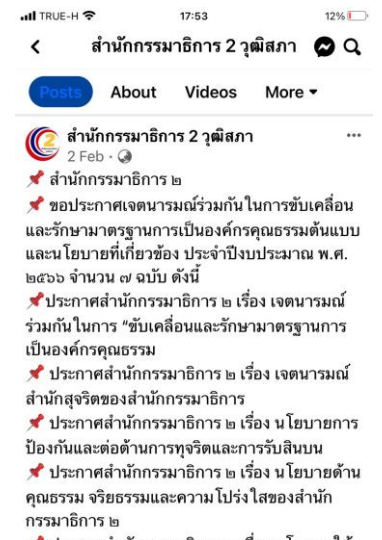 TRUE-H 17:53 12%
สำนักกรรมาธิการ 2 วุฒิสภา
Posts About Videos More
สำนักกรรมาธิการ 2 วุฒิสภา
2 Feb
สำนักกรรมาธิการ ๒
ขอประกาศเจตนารมณ์ร่วมกันในการขับเคลื่อน
และรักษามาตรฐานการเป็นองค์กรคุณธรรมต้นแบบ
และนโยบายที่เกี่ยวข้อง ประจำปีงบประมาณ พ.ศ.
๒๕๖๖ จำนวน ๗ ฉบับ ดังนี้
ประกาศสำนักกรรมาธิการ ๒ เรื่อง เจตนารมณ์
ร่วมกันในการ "ขับเคลื่อนและรักษามาตรฐานการ
เป็นองค์กรคุณธรรม
ประกาศสำนักกรรมาธิการ ๒ เรื่อง เจตนารมณ์
สำนักสุจริตของสำนักกรรมาธิการ
ประกาศสำนักกรรมาธิการ ๒ เรื่อง นโยบายการ
ป้องกันและต่อต้านการทุจริตและการรับสินบน
ประกาศสำนักกรรมาธิการ ๒ เรื่อง นโยบายด้าน
คุณธรรม จริยธรรมและความโปร่งใสของสำนัก
กรรมาธิการ ๒